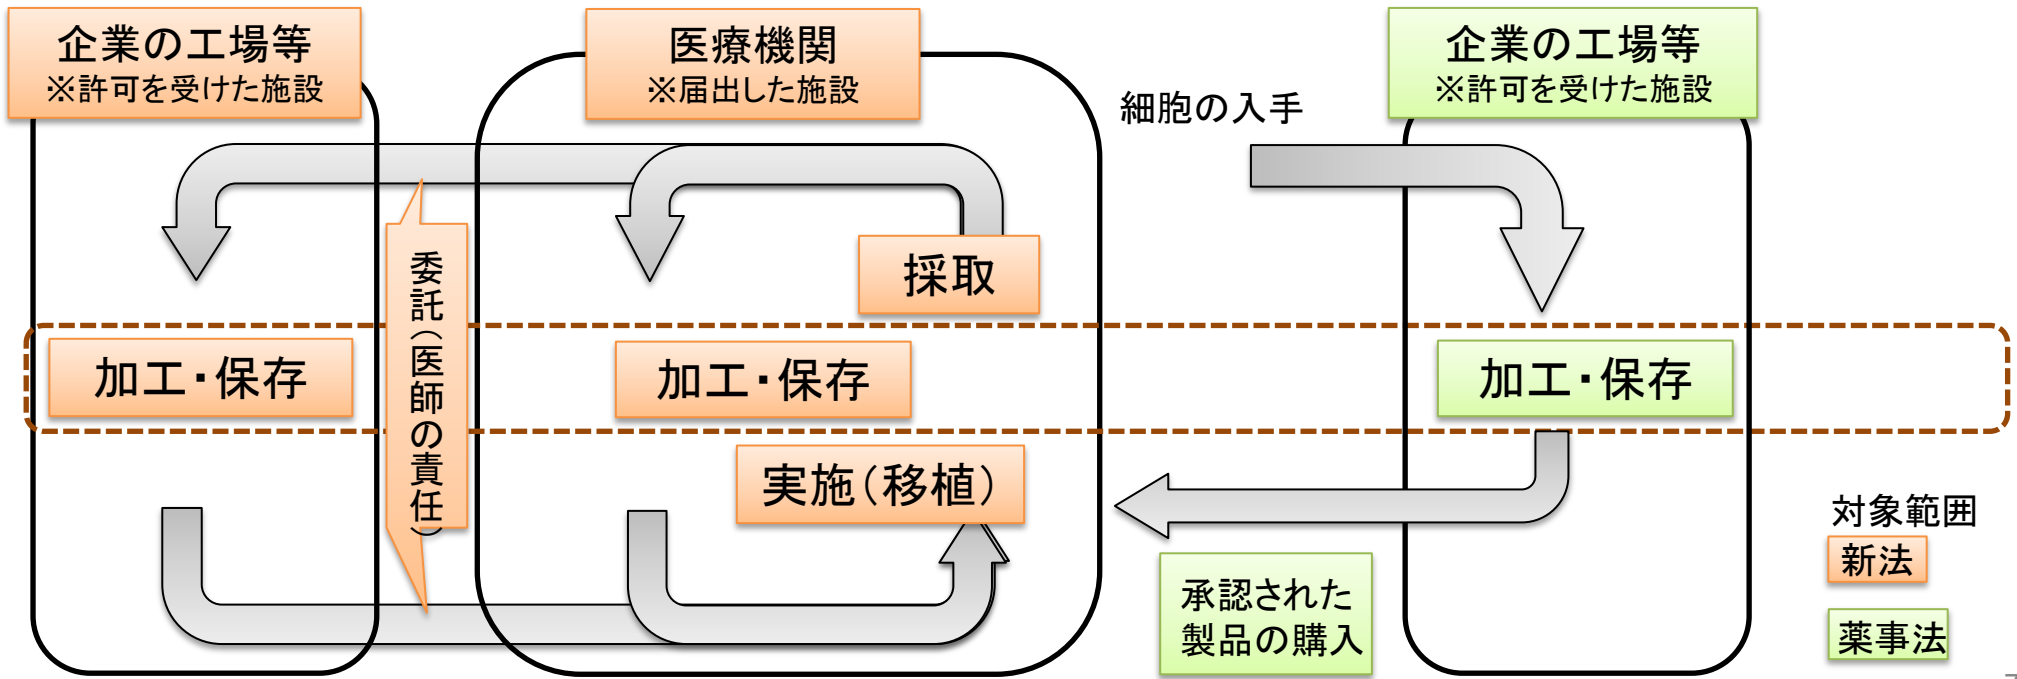 企業の工場等
※許可を受けた施設
医療機関
※届出した施設
細胞の入手
企業の工場等
※許可を受けた施設
採取
委託(医師の責任)
加工・保存
加工・保存
加工・保存
実施(移植)
承認された
製品の購入
対象範囲
新法
薬事法